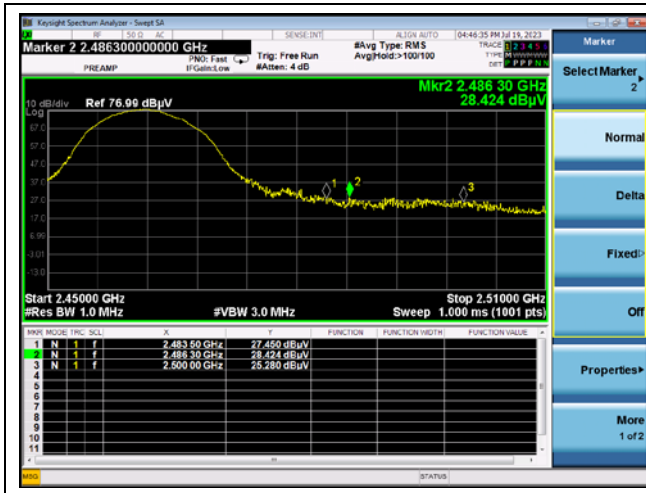 Keysight Spectrum Analyzer - Swept SA
RF 50 Ω AC SENSE:INT ALIGN AUTO 04:46:35 PM Jul 19, 2023
Marker 2 2.486300000000 GHz
#Avg Type: RMS
TRACE 1 2 3 4 5 6
PNO: Fast Trig: Free Run Avg|Hold:>100/100 TYPE
PREAMP IFGain:Low #Atten: 4 dB DET P P P P N N
Mkr2 2.486 30 GHz
10 dB/div Ref 76.99 dBµV 28.424 dBµV
Log
67.0
57.0
47.0
37.0
27.0
17.0
6.99
-3.01
-13.0
1
2
3
Start 2.45000 GHz Stop 2.51000 GHz
#Res BW 1.0 MHz #VBW 3.0 MHz Sweep 1.000 ms (1001 pts)
MKR MODE TRC SCL X Y FUNCTION FUNCTION WIDTH FUNCTION VALUE
1 N 1 f 2.483 50 GHz 27.450 dBµV
2 N 1 f 2.486 30 GHz 28.424 dBµV
3 N 1 f 2.500 00 GHz 25.280 dBµV
4
5
6
7
8
9
10
11
MSG STATUS
Marker
Select Marker
2
Normal
Delta
Fixed
Off
Properties
More
1 of 2